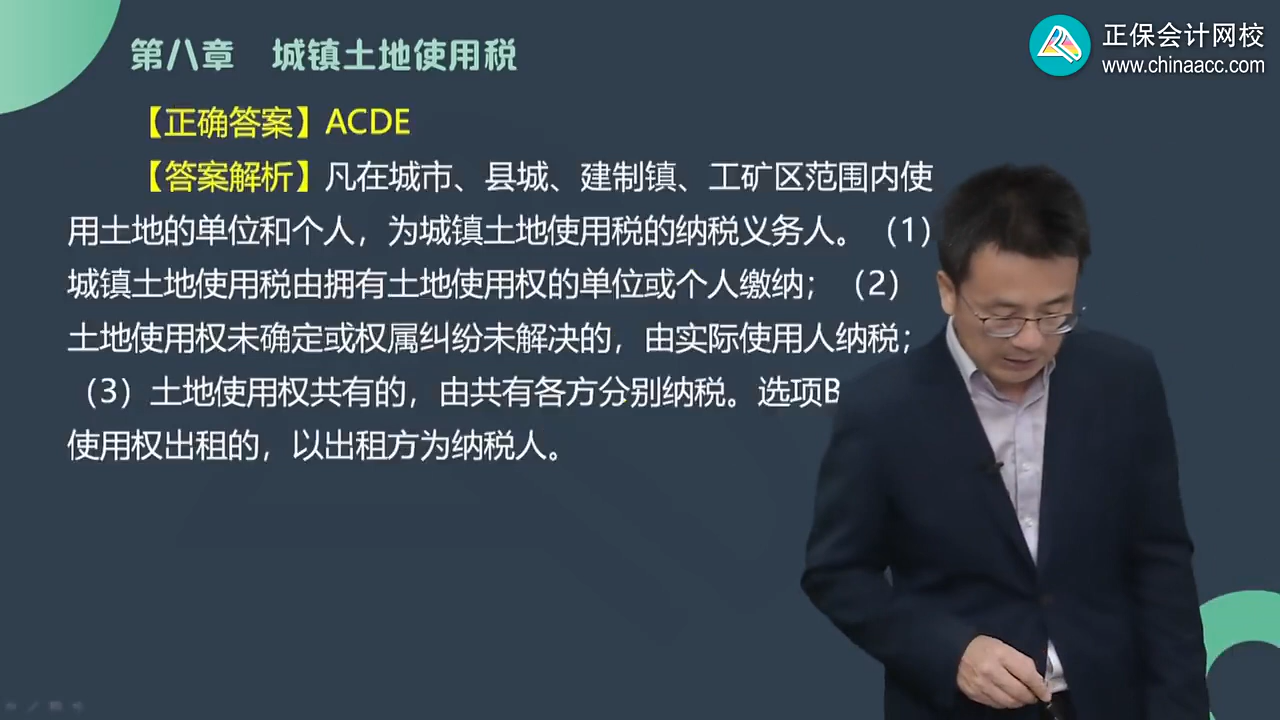 正保会计网校
www.chinaacc.com
第八章 城镇土地使用税
【正确答案】ACDE
【答案解析】凡在城市、县城、建制镇、工矿区范围内使
用土地的单位和个人，为城镇土地使用税的纳税义务人。（1）
城镇土地使用税由拥有土地使用权的单位或个人缴纳；（2）
土地使用权未确定或权属纠纷未解决的，由实际使用人纳税；
（3）土地使用权共有的，由共有各方分别纳税。选项B
使用权出租的，以出租方为纳税人。